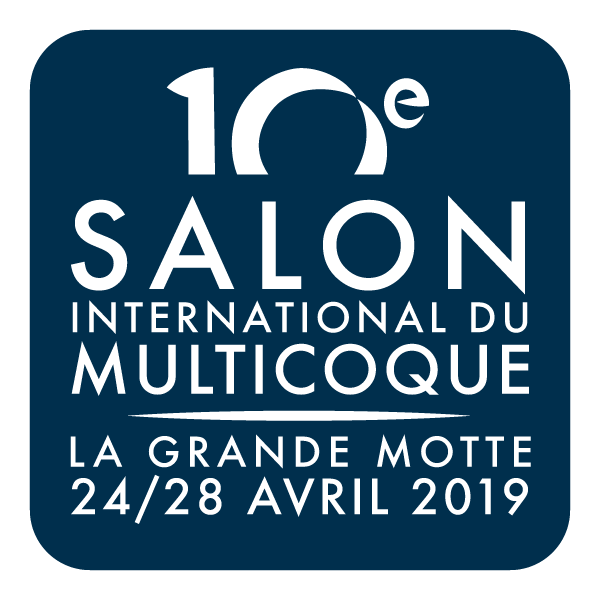 10e
SALON
INTERNATIONAL DU
MULTICOQUE
LA GRANDE MOTTE
24/28 AVRIL 2019